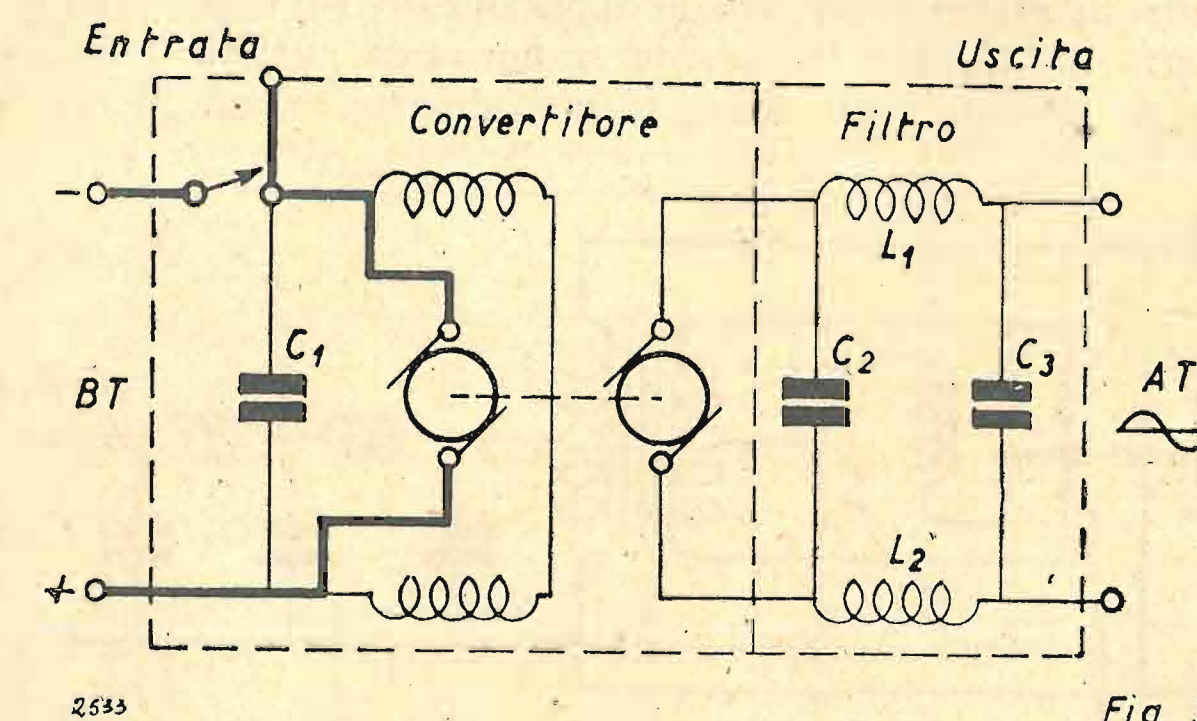 Entrata
Uscita
Convertitore
Filtro
-
L1
C1
C2
C3
BT
AT
L2
+
2533
Fig